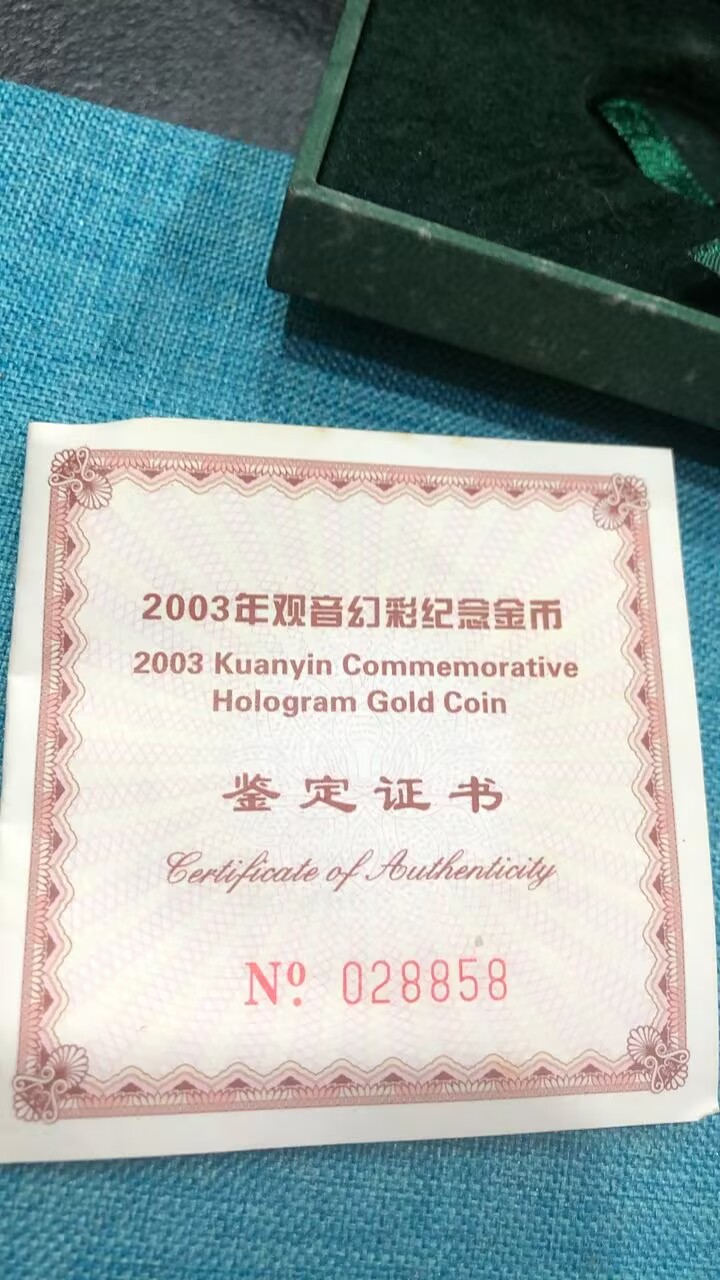 2003年观音幻彩纪念金币
2003 Kuanyin Commemorative
Hologram Gold Coin
鉴定证书
Certificate of Authenticity
Nº. 028858